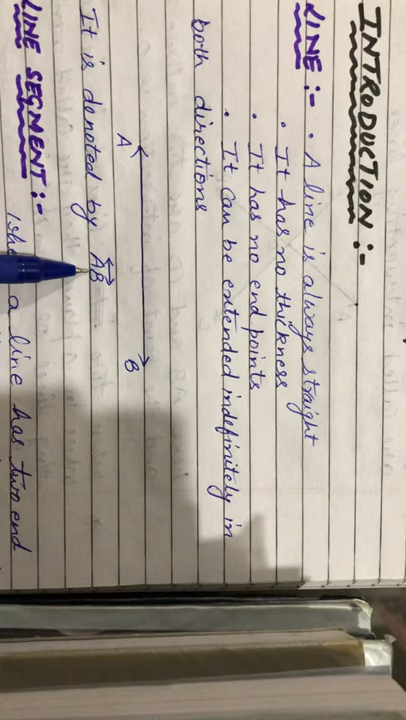 INTRODUCTION :-
LINE :- • A line is always straight
• It has no thickness
• It has no end points
• It can be extended indefinitely in
both directions
A B
It is denoted by A͟B⃡
LINE SEGMENT :-
a line has two end